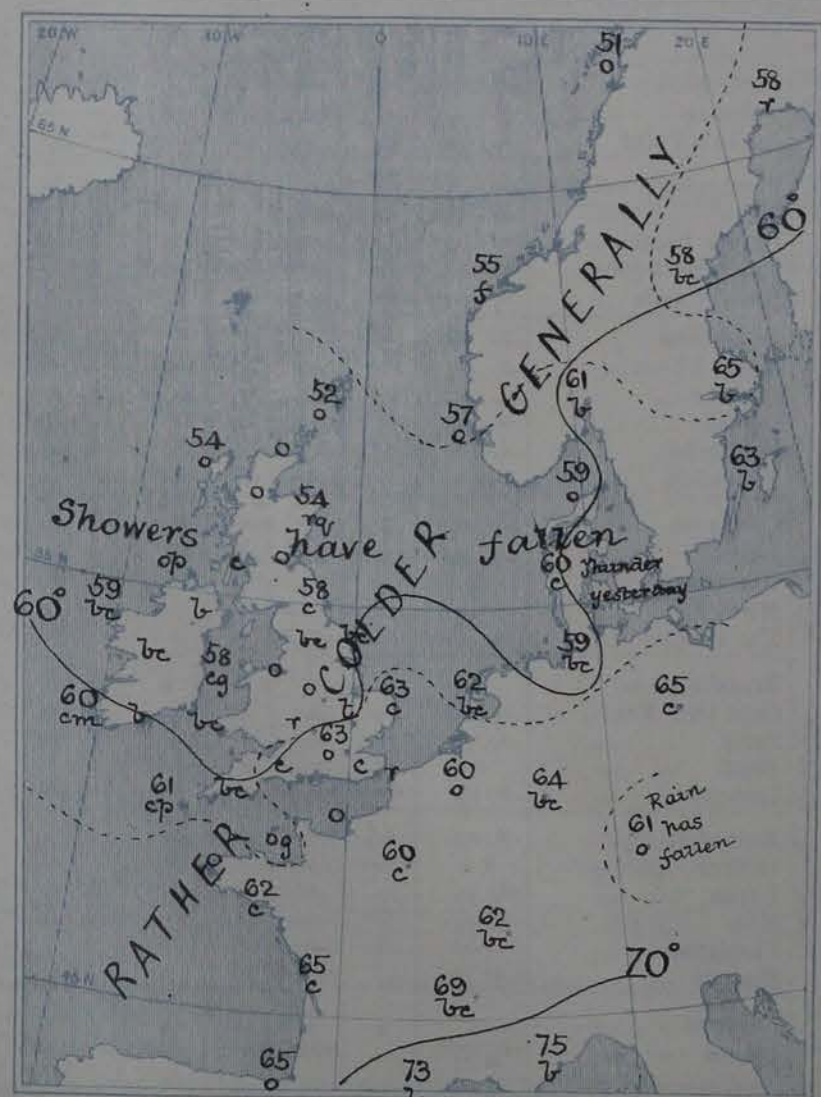 20 W
10 W
0
10 E
20 E
51
o
58
r
65 N
60°
58
bc
55
f
GENERALLY
61
b
65
b
52
o
57
o
54
o
o
63
b
59
o
o
54
rq
Showers have fallen
op
c
o
60
c
Thunder
yesterday
55 N
59
bc
b
58
c
60°
bc
bc
58
cg
o
COLDER
59
bc
60
cm
b
bc
o
b
63
c
62
bc
65
c
r
63
o
c
c
r
61
cp
bc
60
o
64
bc
Rain
61 has
o fallen
o
og
o
60
c
RATHER
62
c
62
bc
70°
65
c
69
bc
65
o
73
75
b